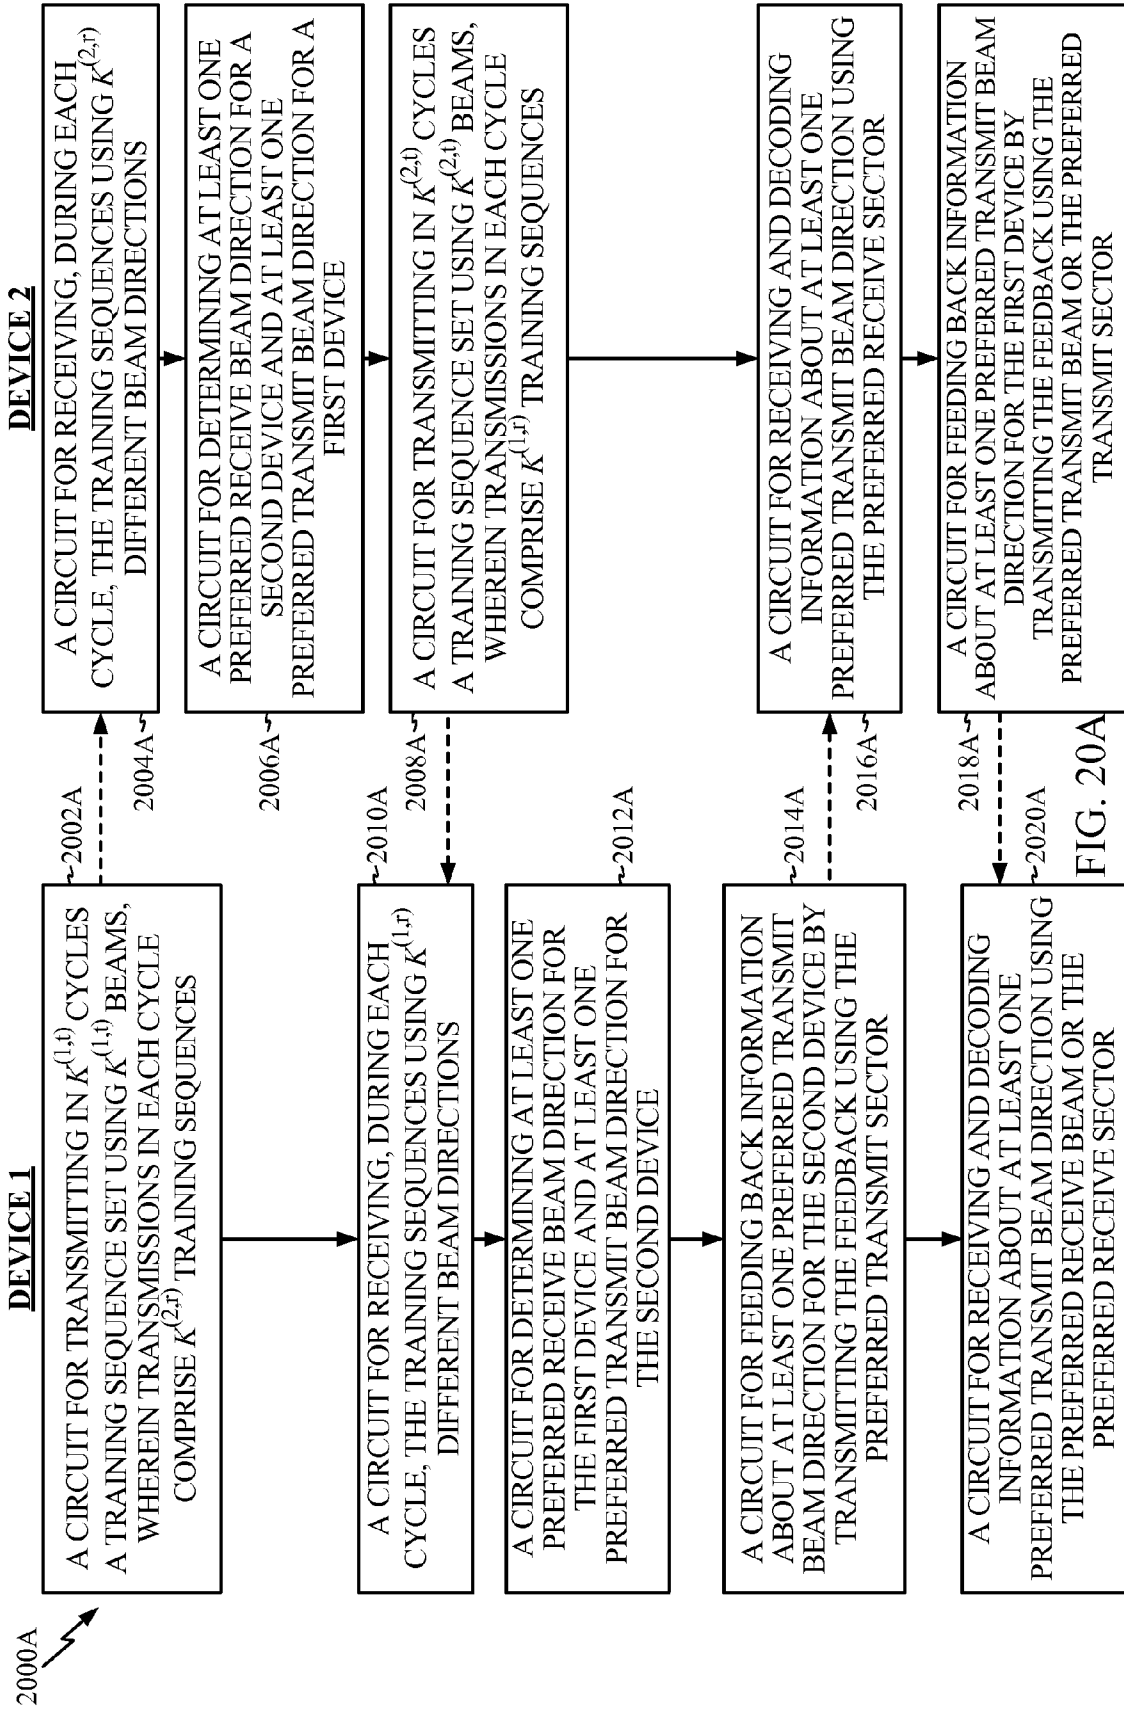 2000A
DEVICE 1
A CIRCUIT FOR TRANSMITTING IN K^(1,t) CYCLES
A TRAINING SEQUENCE SET USING K^(1,t) BEAMS,
WHEREIN TRANSMISSIONS IN EACH CYCLE
COMPRISE K^(2,r) TRAINING SEQUENCES
2002A
A CIRCUIT FOR RECEIVING, DURING EACH
CYCLE, THE TRAINING SEQUENCES USING K^(1,r)
DIFFERENT BEAM DIRECTIONS
2010A
A CIRCUIT FOR DETERMINING AT LEAST ONE
PREFERRED RECEIVE BEAM DIRECTION FOR
THE FIRST DEVICE AND AT LEAST ONE
PREFERRED TRANSMIT BEAM DIRECTION FOR
THE SECOND DEVICE
2012A
A CIRCUIT FOR FEEDING BACK INFORMATION
ABOUT AT LEAST ONE PREFERRED TRANSMIT
BEAM DIRECTION FOR THE SECOND DEVICE BY
TRANSMITTING THE FEEDBACK USING THE
PREFERRED TRANSMIT SECTOR
2014A
A CIRCUIT FOR RECEIVING AND DECODING
INFORMATION ABOUT AT LEAST ONE
PREFERRED TRANSMIT BEAM DIRECTION USING
THE PREFERRED RECEIVE BEAM OR THE
PREFERRED RECEIVE SECTOR
2020A
DEVICE 2
A CIRCUIT FOR RECEIVING, DURING EACH
CYCLE, THE TRAINING SEQUENCES USING K^(2,r)
DIFFERENT BEAM DIRECTIONS
2004A
A CIRCUIT FOR DETERMINING AT LEAST ONE
PREFERRED RECEIVE BEAM DIRECTION FOR A
SECOND DEVICE AND AT LEAST ONE
PREFERRED TRANSMIT BEAM DIRECTION FOR A
FIRST DEVICE
2006A
A CIRCUIT FOR TRANSMITTING IN K^(2,t) CYCLES
A TRAINING SEQUENCE SET USING K^(2,t) BEAMS,
WHEREIN TRANSMISSIONS IN EACH CYCLE
COMPRISE K^(1,r) TRAINING SEQUENCES
2008A
A CIRCUIT FOR RECEIVING AND DECODING
INFORMATION ABOUT AT LEAST ONE
PREFERRED TRANSMIT BEAM DIRECTION USING
THE PREFERRED RECEIVE SECTOR
2016A
A CIRCUIT FOR FEEDING BACK INFORMATION
ABOUT AT LEAST ONE PREFERRED TRANSMIT BEAM
DIRECTION FOR THE FIRST DEVICE BY
TRANSMITTING THE FEEDBACK USING THE
PREFERRED TRANSMIT BEAM OR THE PREFERRED
TRANSMIT SECTOR
2018A
FIG. 20A